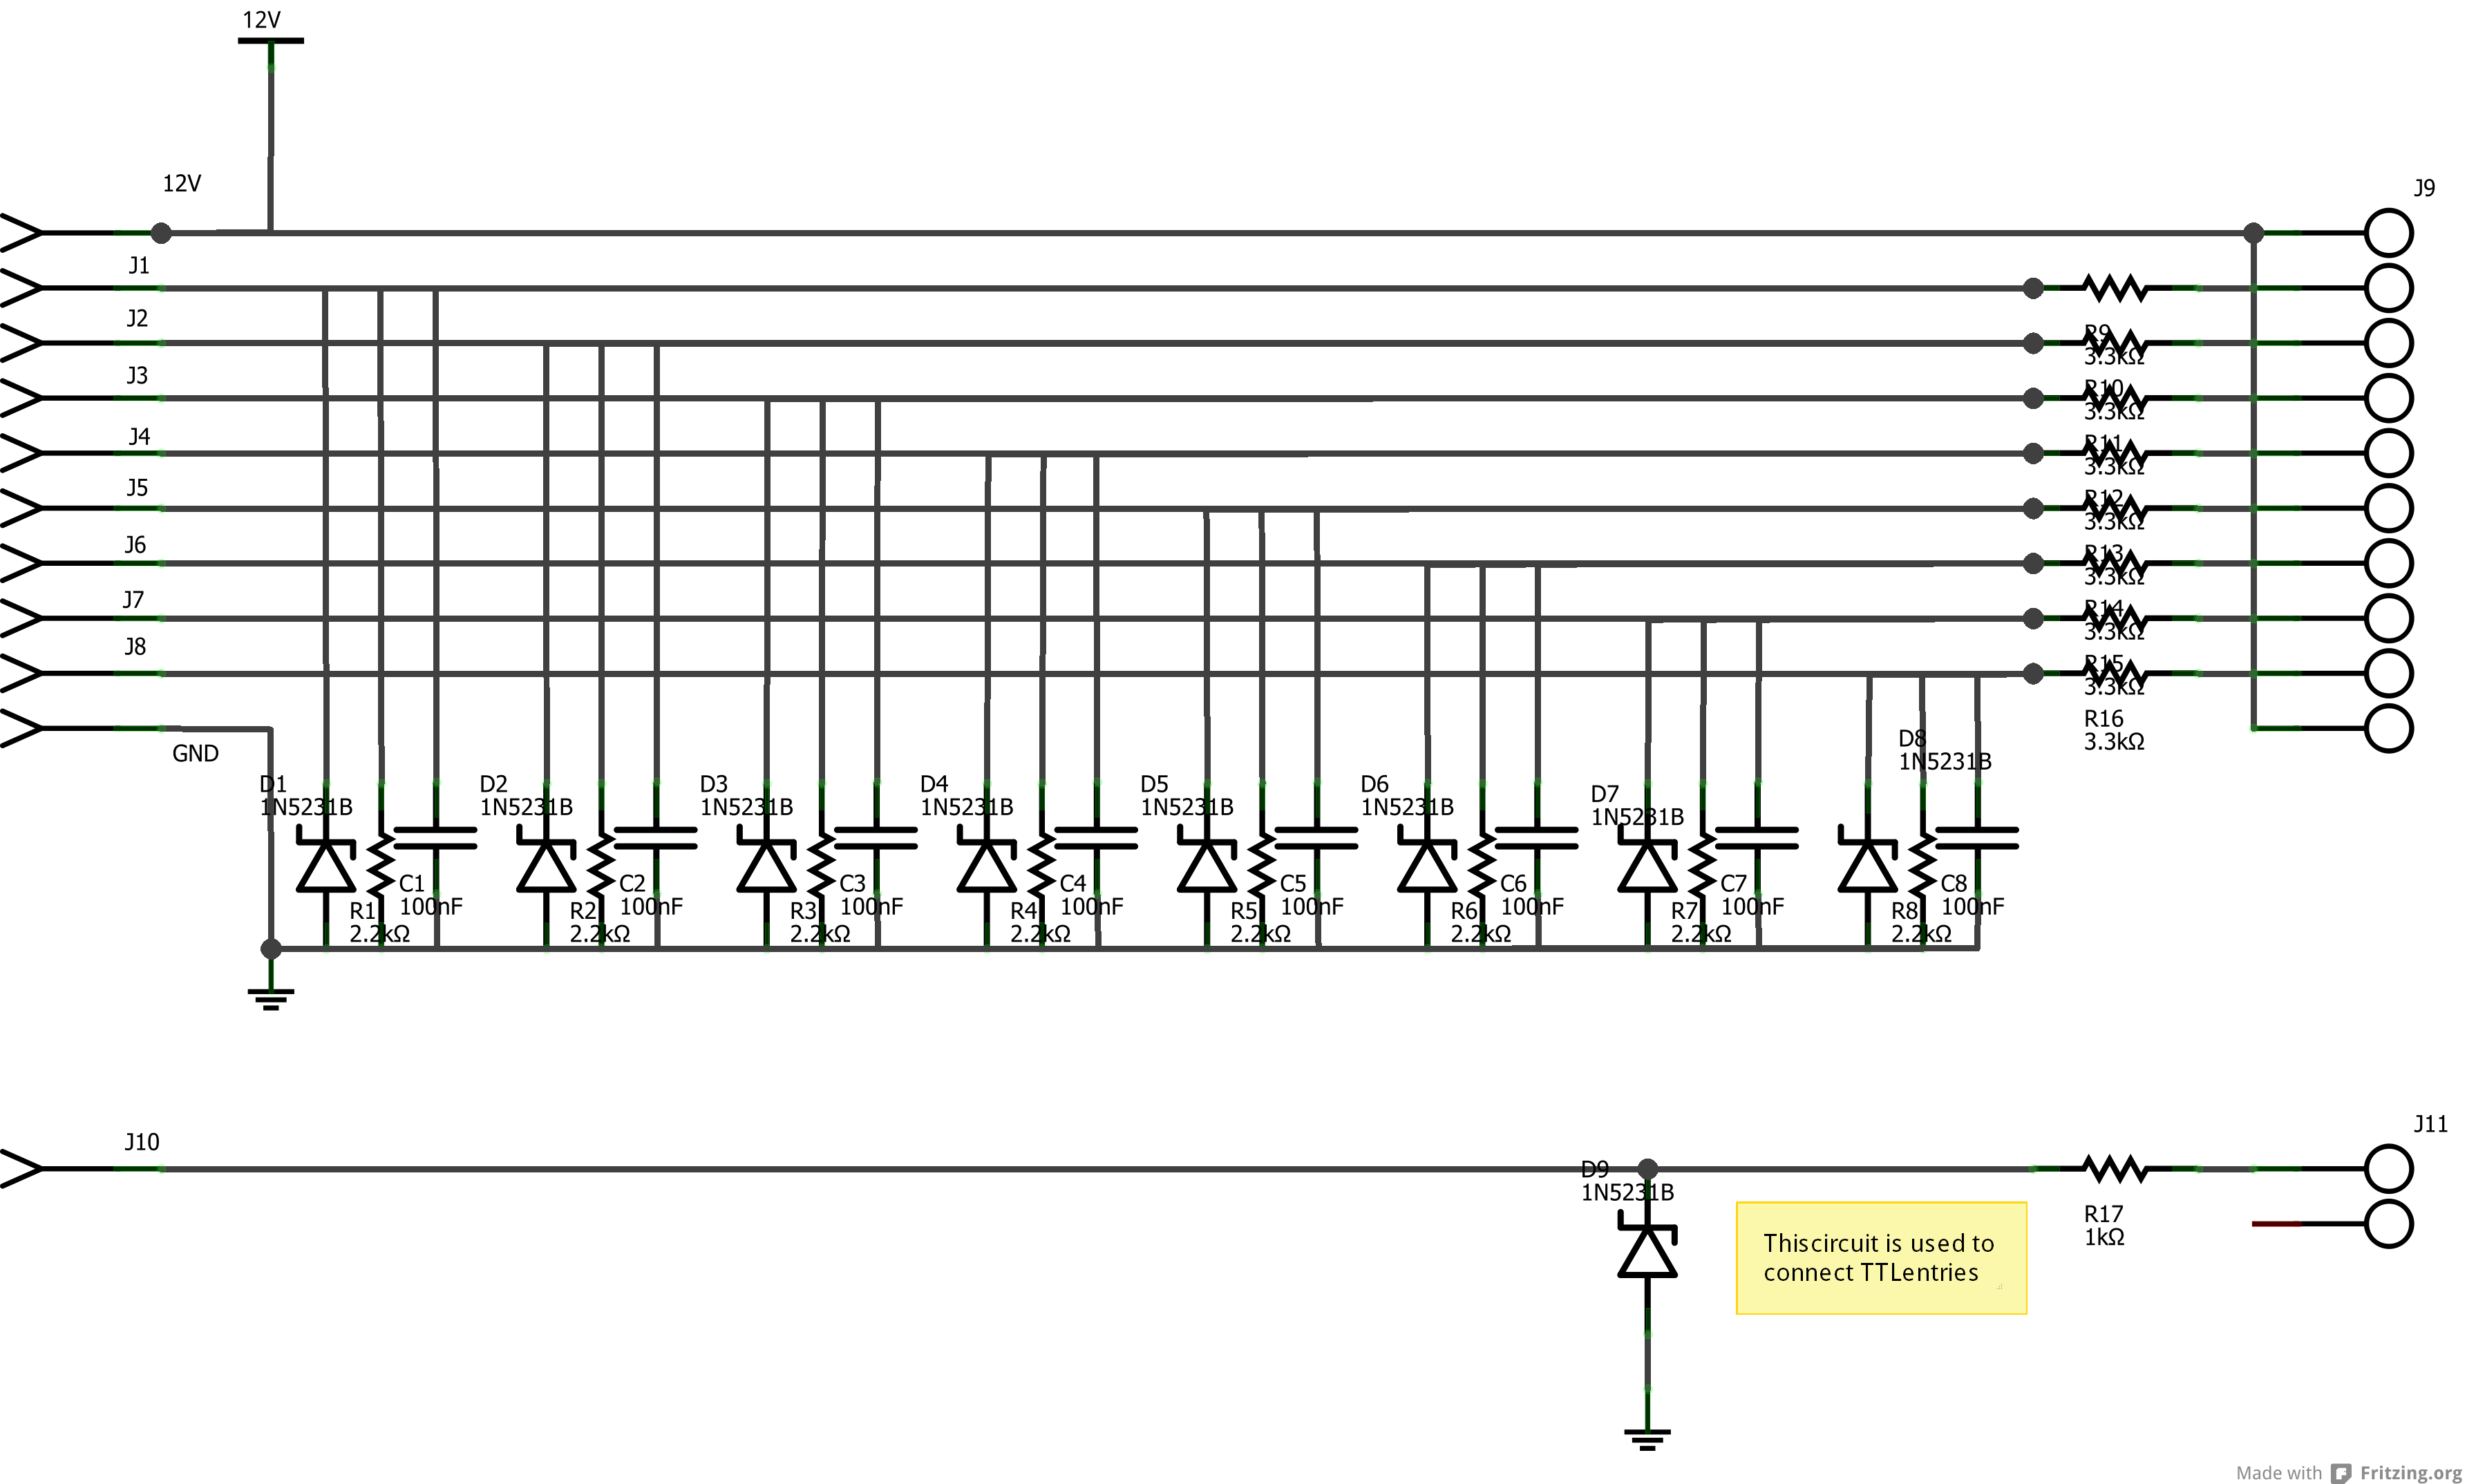 12V
12V
J9
J1
J2
R9
3.3kΩ
J3
R10
3.3kΩ
J4
R11
3.3kΩ
J5
R12
3.3kΩ
J6
R13
3.3kΩ
J7
R14
3.3kΩ
J8
R15
3.3kΩ
R16
3.3kΩ
GND
D8
1N5231B
D1
1N5231B
D2
1N5231B
D3
1N5231B
D4
1N5231B
D5
1N5231B
D6
1N5231B
D7
1N5231B
C1
100nF
C2
100nF
C3
100nF
C4
100nF
C5
100nF
C6
100nF
C7
100nF
C8
100nF
R1
2.2kΩ
R2
2.2kΩ
R3
2.2kΩ
R4
2.2kΩ
R5
2.2kΩ
R6
2.2kΩ
R7
2.2kΩ
R8
2.2kΩ
J10
J11
D9
1N5231B
R17
1kΩ
Thiscircuit is used to
connect TTLentries
Made with Fritzing.org